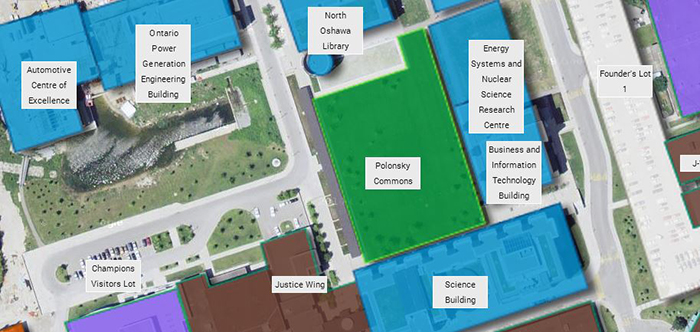 North
Oshawa
Library
Ontario
Power
Generation
Engineering
Building
Automotive
Centre of
Excellence
Energy
Systems and
Nuclear
Science
Research
Centre
Founder's Lot
1
Business and
Information
Technology
Building
Polonsky
Commons
J-
Champions
Visitors Lot
Justice Wing
Science
Building